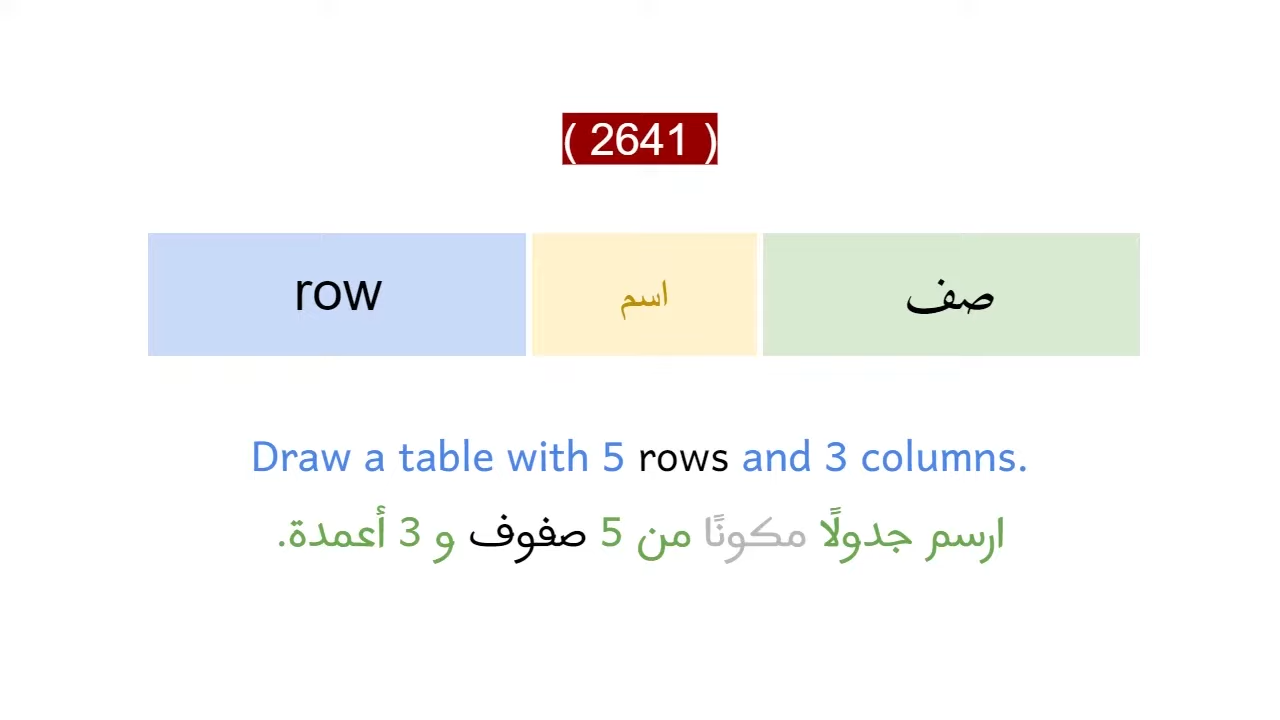 ( 2641 )
row اسم صف
Draw a table with 5 rows and 3 columns.
ارسم جدولًا مكونًا من 5 صفوف و 3 أعمدة.